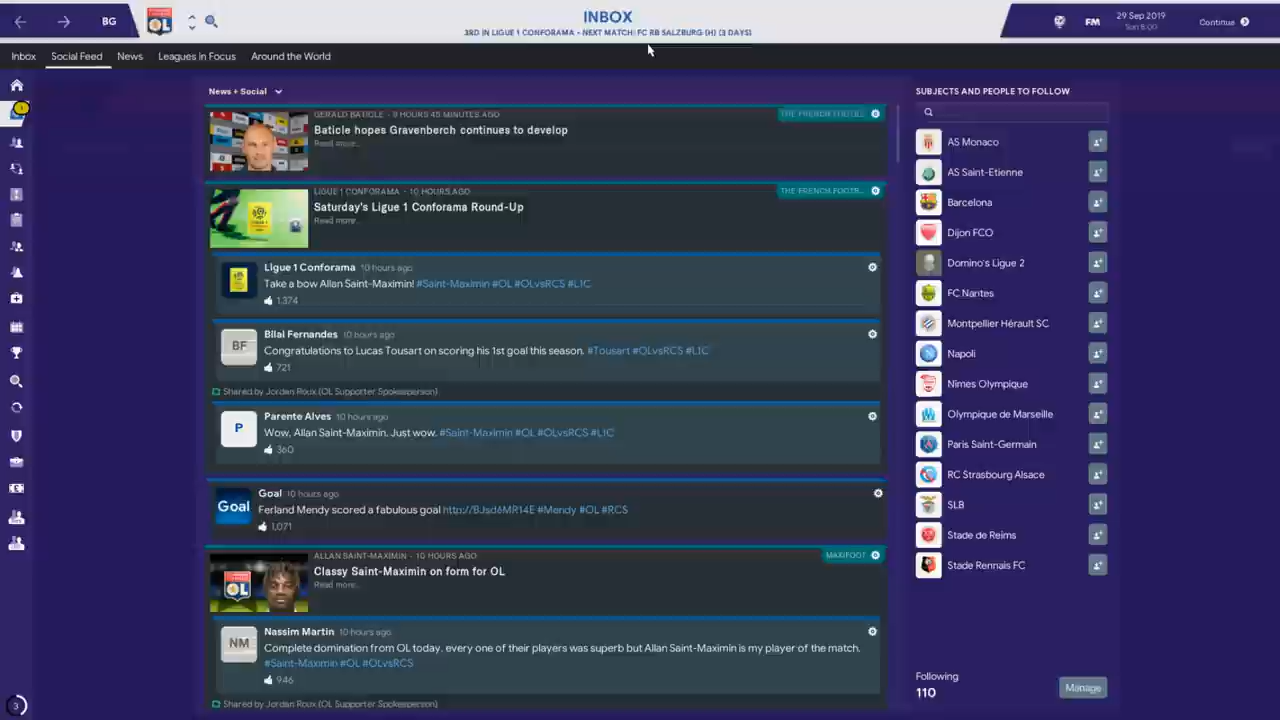 BG
INBOX
3RD IN LIGUE 1 CONFORAMA - NEXT MATCH: FC RB SALZBURG (H) (3 DAYS)
FM
29 Sep 2019
Sun 8:00
Continue
Inbox
Social Feed
News
Leagues in Focus
Around the World
News + Social
GERALD BATICLE - 9 HOURS 45 MINUTES AGO
Baticle hopes Gravenberch continues to develop
Read more...
THE FRENCH FOOTB...
LIGUE 1 CONFORAMA - 10 HOURS AGO
Saturday's Ligue 1 Conforama Round-Up
Read more...
THE FRENCH FOOTB...
Ligue 1 Conforama 10 hours ago
Take a bow Allan Saint-Maximin! #Saint-Maximin #OL #OLvsRCS #L1C
1,374
BF
Bilal Fernandes 10 hours ago
Congratulations to Lucas Tousart on scoring his 1st goal this season. #Tousart #OLvsRCS #L1C
721
Shared by Jordan Roux (OL Supporter Spokesperson)
P
Parente Alves 10 hours ago
Wow, Allan Saint-Maximin. Just wow. #Saint-Maximin #OL #OLvsRCS #L1C
360
Goal
Goal 10 hours ago
Ferland Mendy scored a fabulous goal http://BJsd6MR14E #Mendy #OL #RCS
1,071
ALLAN SAINT-MAXIMIN - 10 HOURS AGO
Classy Saint-Maximin on form for OL
Read more...
MAXIFOOT
NM
Nassim Martin 10 hours ago
Complete domination from OL today, every one of their players was superb but Allan Saint-Maximin is my player of the match.
#Saint-Maximin #OL #OLvsRCS
946
Shared by Jordan Roux (OL Supporter Spokesperson)
SUBJECTS AND PEOPLE TO FOLLOW
AS Monaco
AS Saint-Etienne
Barcelona
Dijon FCO
Domino's Ligue 2
FC Nantes
Montpellier Hérault SC
Napoli
Nîmes Olympique
Olympique de Marseille
Paris Saint-Germain
RC Strasbourg Alsace
SLB
Stade de Reims
Stade Rennais FC
Following
110
Manage
3